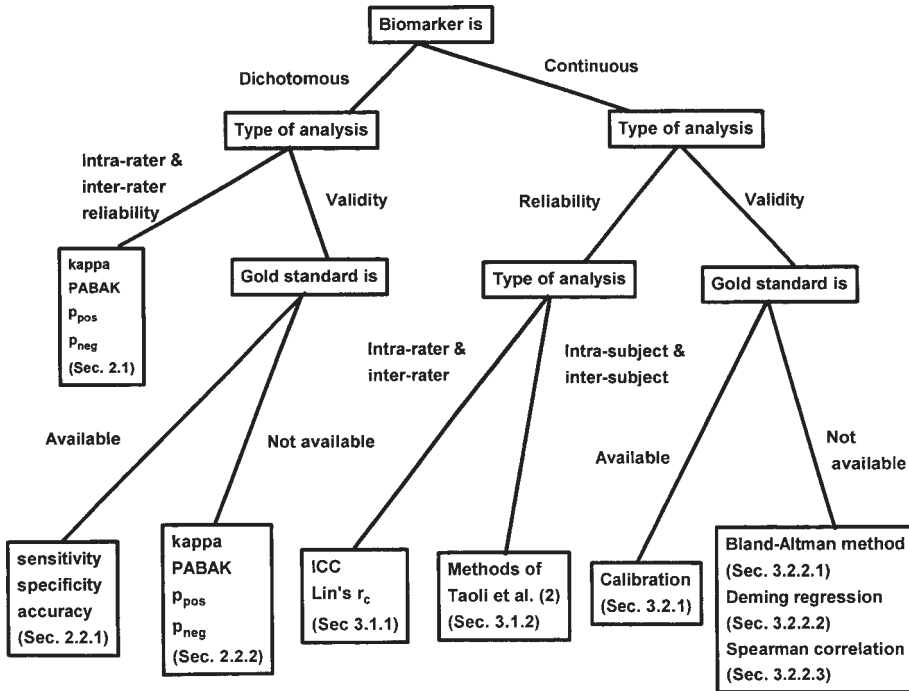 Biomarker is
Dichotomous
Continuous
Type of analysis
Type of analysis
Intra-rater &
inter-rater
reliability
Validity
Reliability
Validity
kappa
PABAK
p_pos
p_neg
(Sec. 2.1)
Gold standard is
Type of analysis
Gold standard is
Intra-rater &
inter-rater
Intra-subject &
inter-subject
Available
Not available
Available
Not
available
sensitivity
specificity
accuracy
(Sec. 2.2.1)
kappa
PABAK
p_pos
p_neg
(Sec. 2.2.2)
ICC
Lin's r_c
(Sec 3.1.1)
Methods of
Taoli et al. (2)
(Sec. 3.1.2)
Calibration
(Sec. 3.2.1)
Bland-Altman method
(Sec. 3.2.2.1)
Deming regression
(Sec. 3.2.2.2)
Spearman correlation
(Sec. 3.2.2.3)